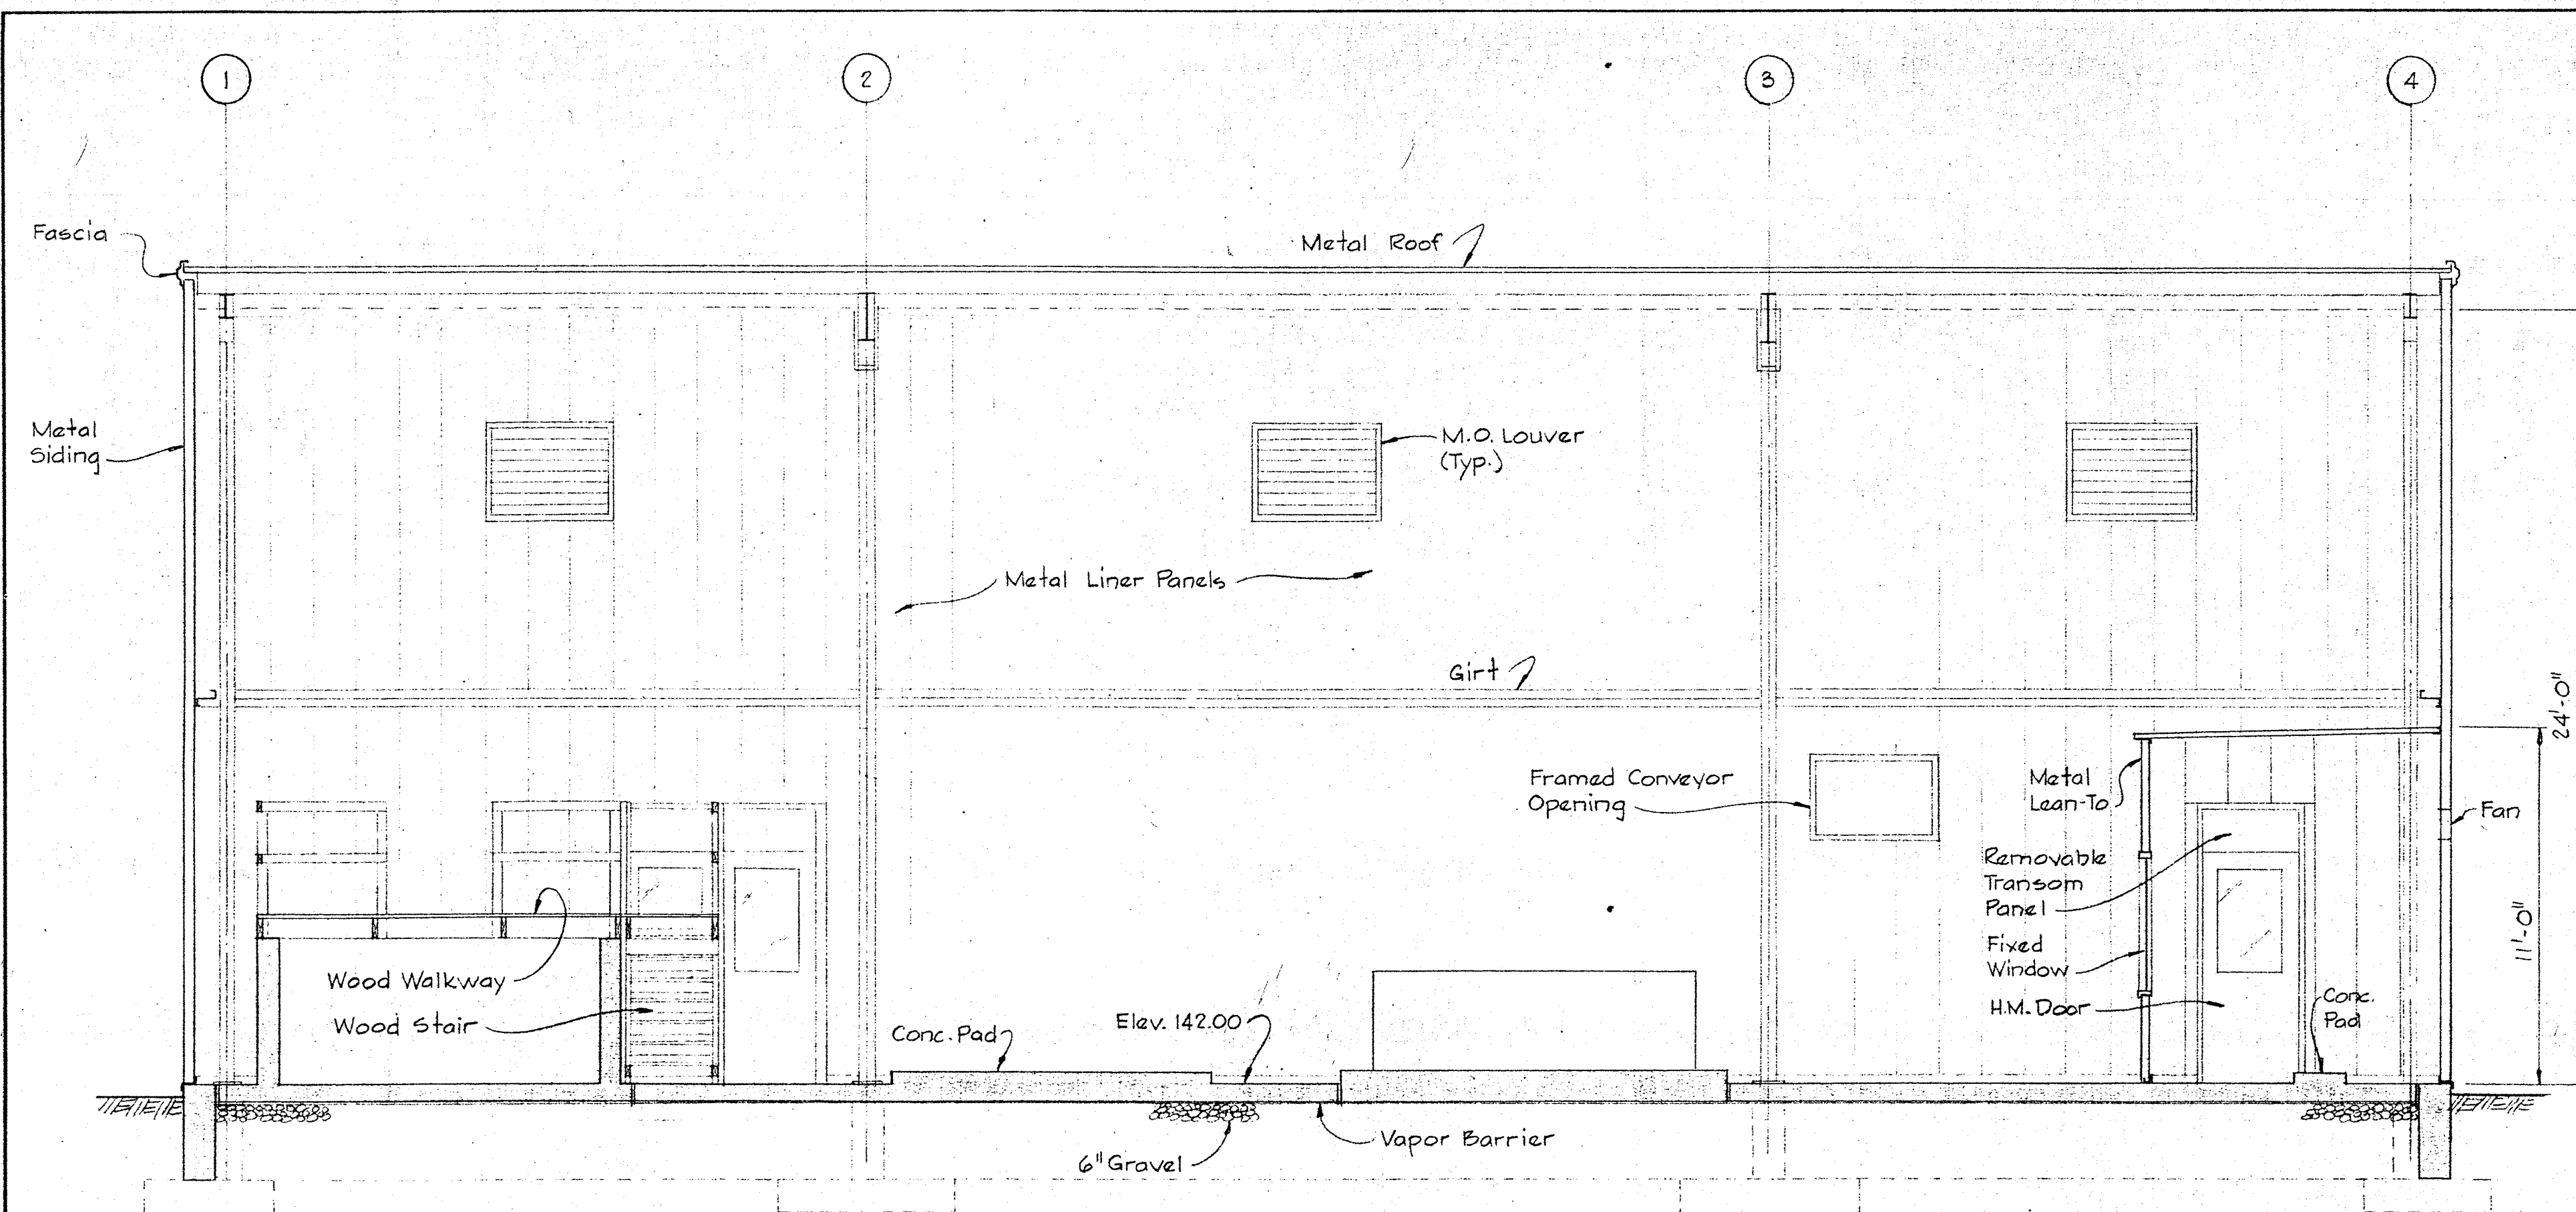 1
2
3
4
Fascia
Metal Roof
Metal
Siding
M.O. Louver
(Typ.)
Metal Liner Panels
Girt
24'-0"
Framed Conveyor
Opening
Metal
Lean-To
Fan
Removable
Transom
Panel
11'-0"
Fixed
Window
Wood Walkway
H.M. Door
Conc.
Pad
Wood Stair
Conc. Pad
Elev. 142.00
Vapor Barrier
6" Gravel